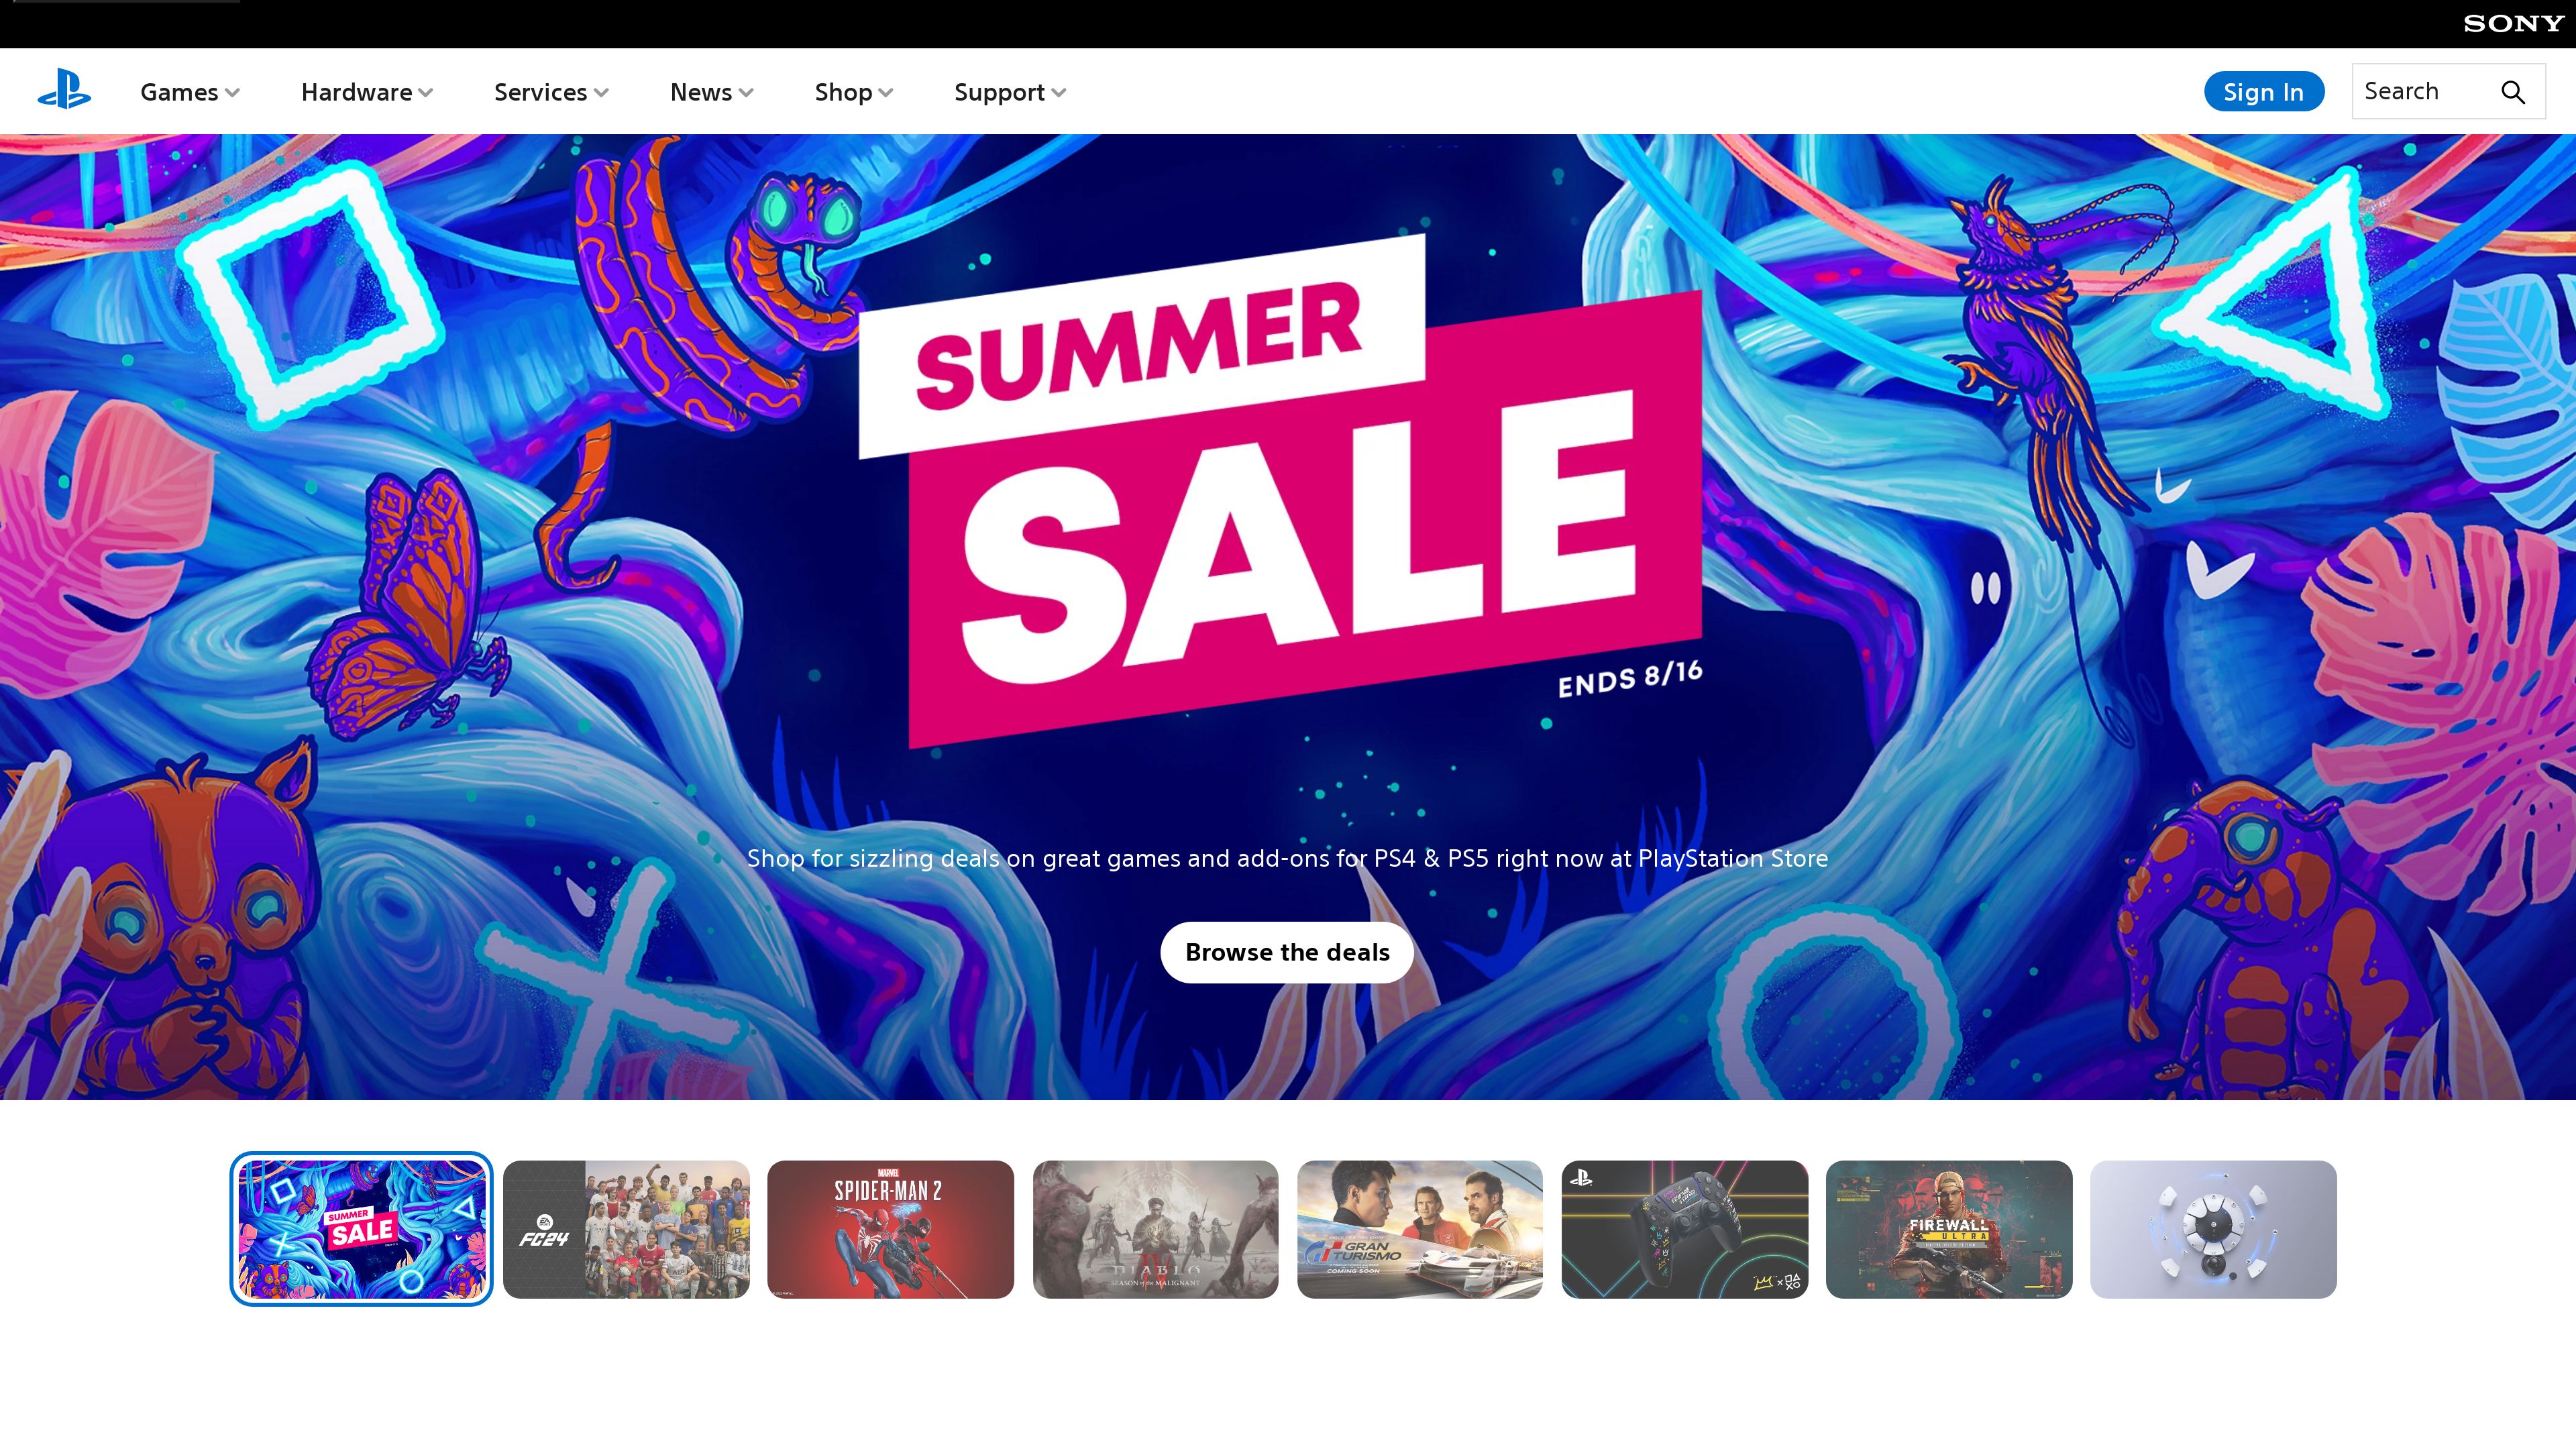 SONY
Games
Hardware
Services
News
Shop
Support
Sign In
Search
SUMMER
SALE
ENDS 8/16
Shop for sizzling deals on great games and add-ons for PS4 & PS5 right now at PlayStation Store
Browse the deals
SUMMER
SALE
EA
FC24
MARVEL
SPIDER-MAN 2
DIABLO
IV
SEASON of the MALIGNANT
GRAN
TURISMO
COMING SOON
FIREWALL
ULTRA